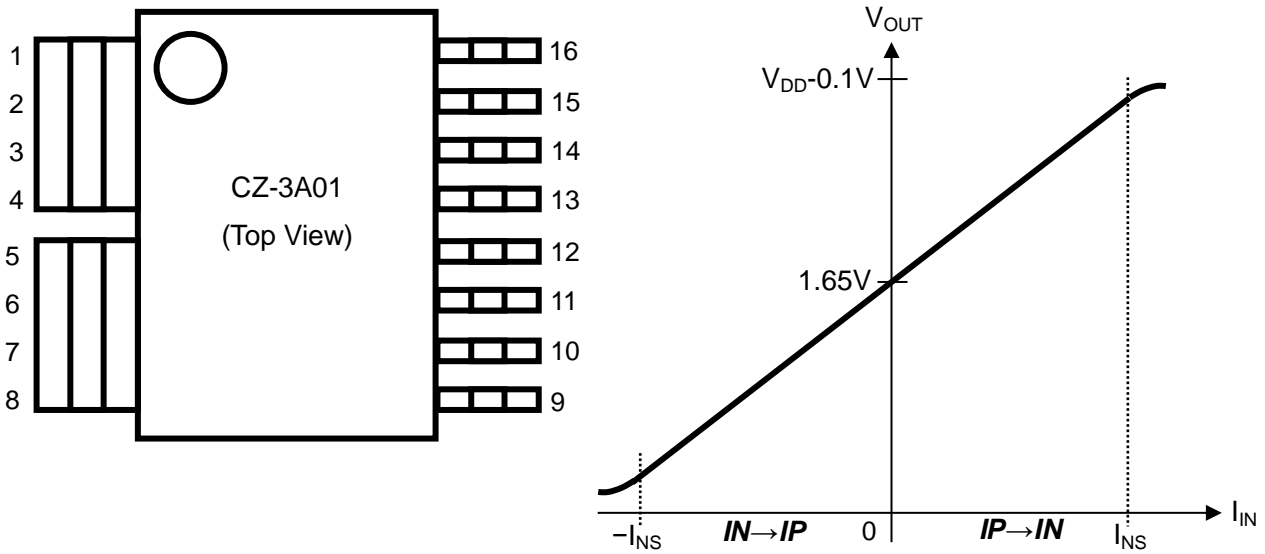 1
2
3
4
5
6
7
8
CZ-3A01
(Top View)
16
15
14
13
12
11
10
9
V_OUT
V_DD-0.1V
1.65V
I_IN
−I_NS
IN→IP
0
IP→IN
I_NS